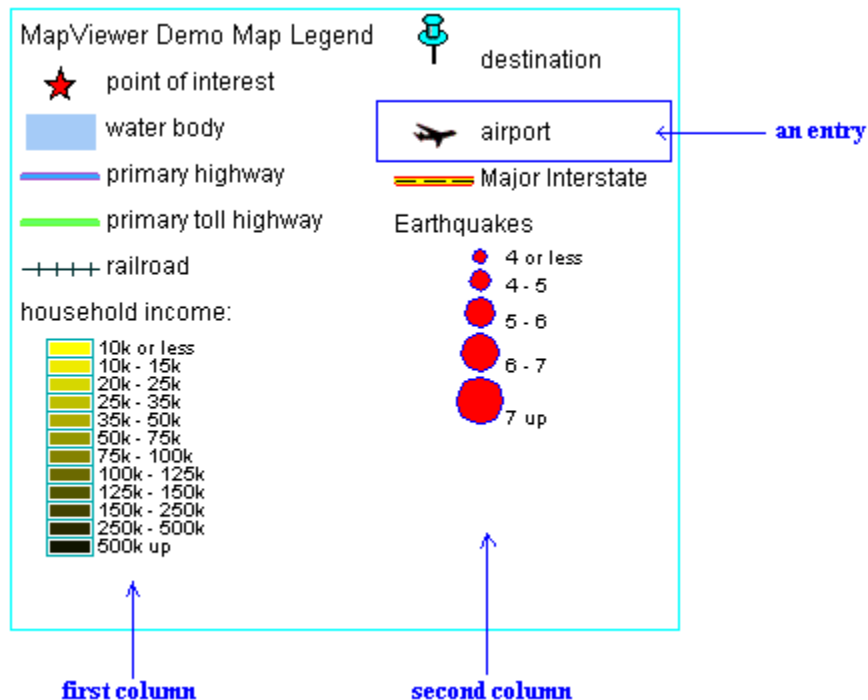 MapViewer Demo Map Legend
point of interest
water body
primary highway
primary toll highway
railroad
household income:
10k or less
10k - 15k
20k - 25k
25k - 35k
35k - 50k
50k - 75k
75k - 100k
100k - 125k
125k - 150k
150k - 250k
250k - 500k
500k up
destination
airport
Major Interstate
Earthquakes
4 or less
4 - 5
5 - 6
6 - 7
7 up
an entry
first column
second column